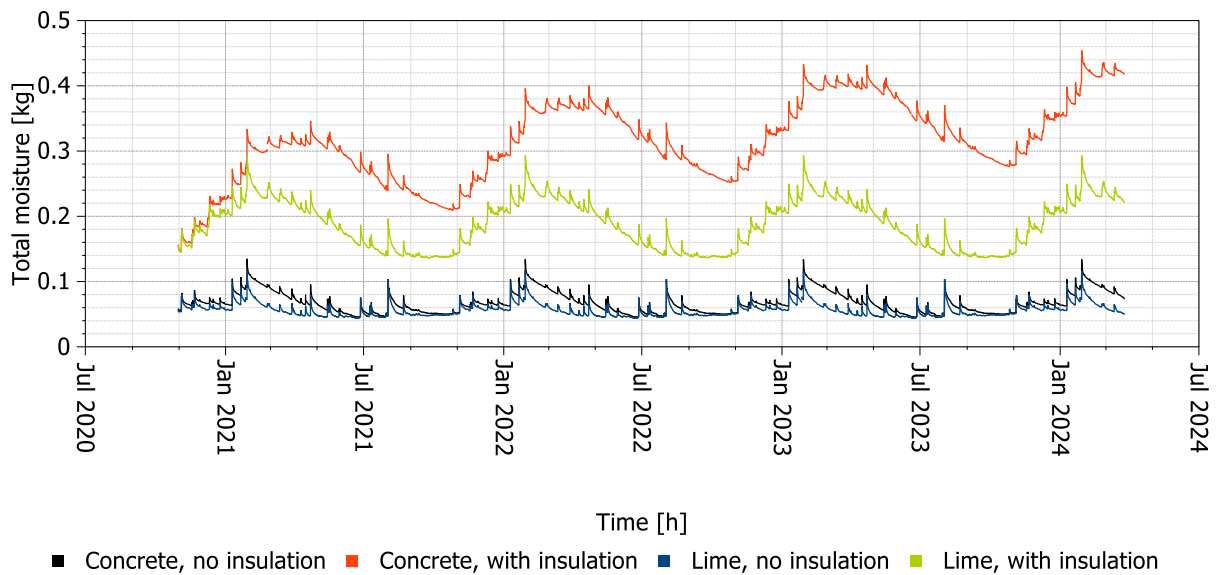 0.5
0.4
0.3
0.2
0.1
0
Total moisture [kg]
Jul 2020
Jan 2021
Jul 2021
Jan 2022
Jul 2022
Jan 2023
Jul 2023
Jan 2024
Jul 2024
Time [h]
Concrete, no insulation
Concrete, with insulation
Lime, no insulation
Lime, with insulation